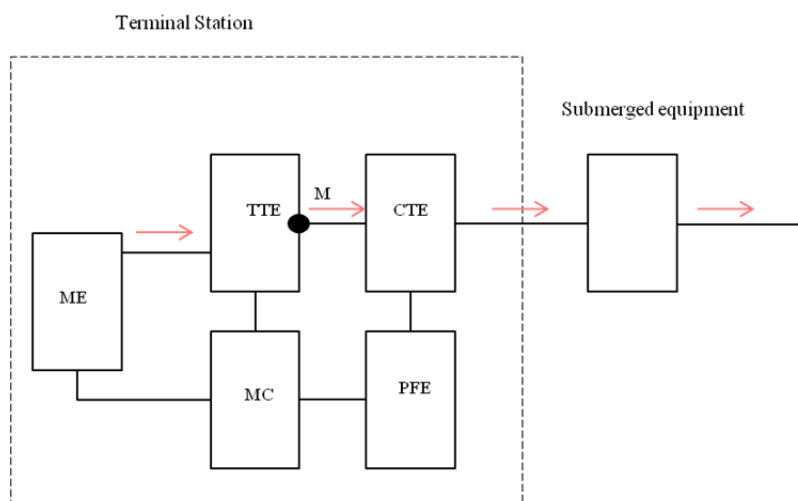 Terminal Station
Submerged equipment
M
TTE
CTE
ME
MC
PFE